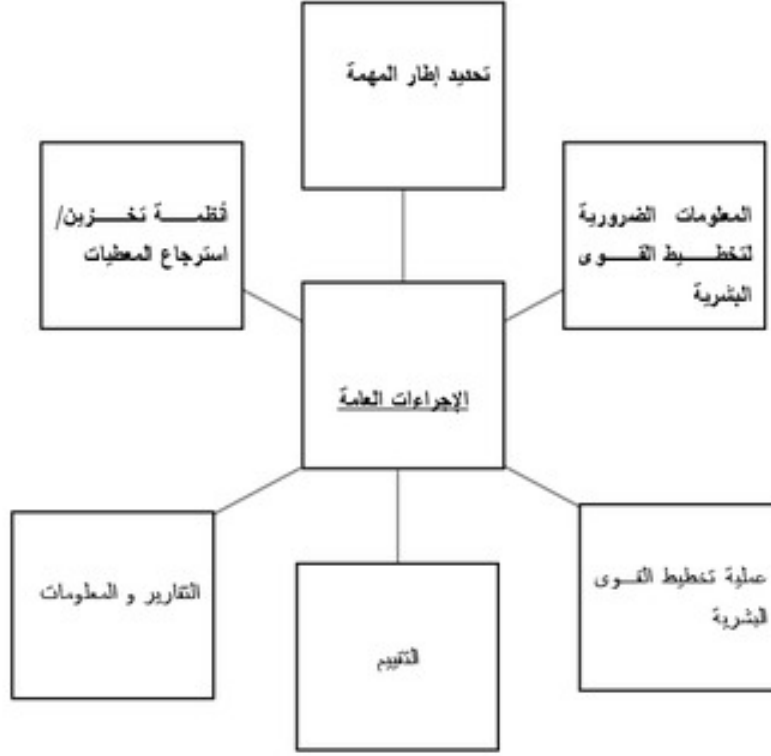 تحديد إطار المهمة
المعلومات الضرورية
لتخطيط القوى
البشرية
أنظمة تخزين/
استرجاع المعطيات
الإجراءات العامة
عملية تخطيط القوى
البشرية
التقارير و المعلومات
التقييم